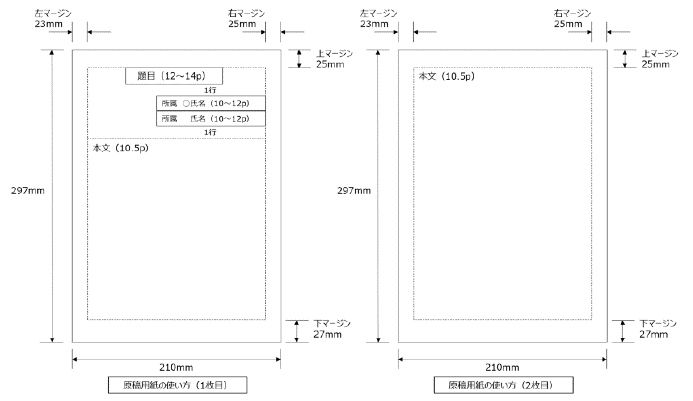 左マージン
23mm
右マージン
25mm
上マージン
25mm
題目（12～14p）
1行
所属　○氏名（10～12p）
所属　　氏名（10～12p）
1行
本文（10.5p）
297mm
下マージン
27mm
210mm
原稿用紙の使い方（1枚目）
左マージン
23mm
右マージン
25mm
上マージン
25mm
本文（10.5p）
297mm
下マージン
27mm
210mm
原稿用紙の使い方（2枚目）